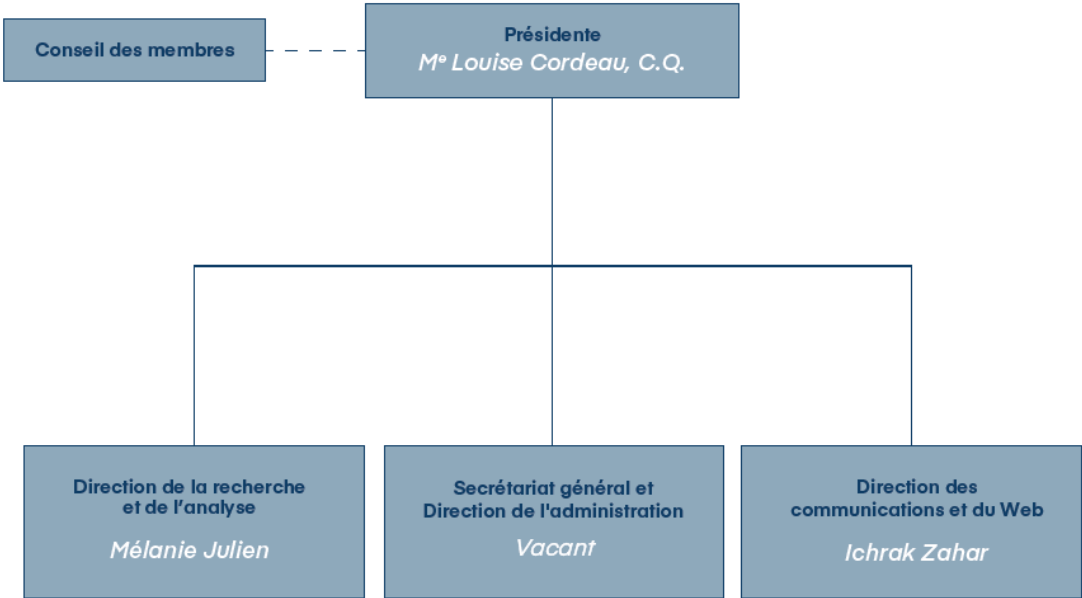 Conseil des membres
Présidente
Mᵉ Louise Cordeau, C.Q.
Direction de la recherche
et de l’analyse
Mélanie Julien
Secrétariat général et
Direction de l'administration
Vacant
Direction des
communications et du Web
Ichrak Zahar